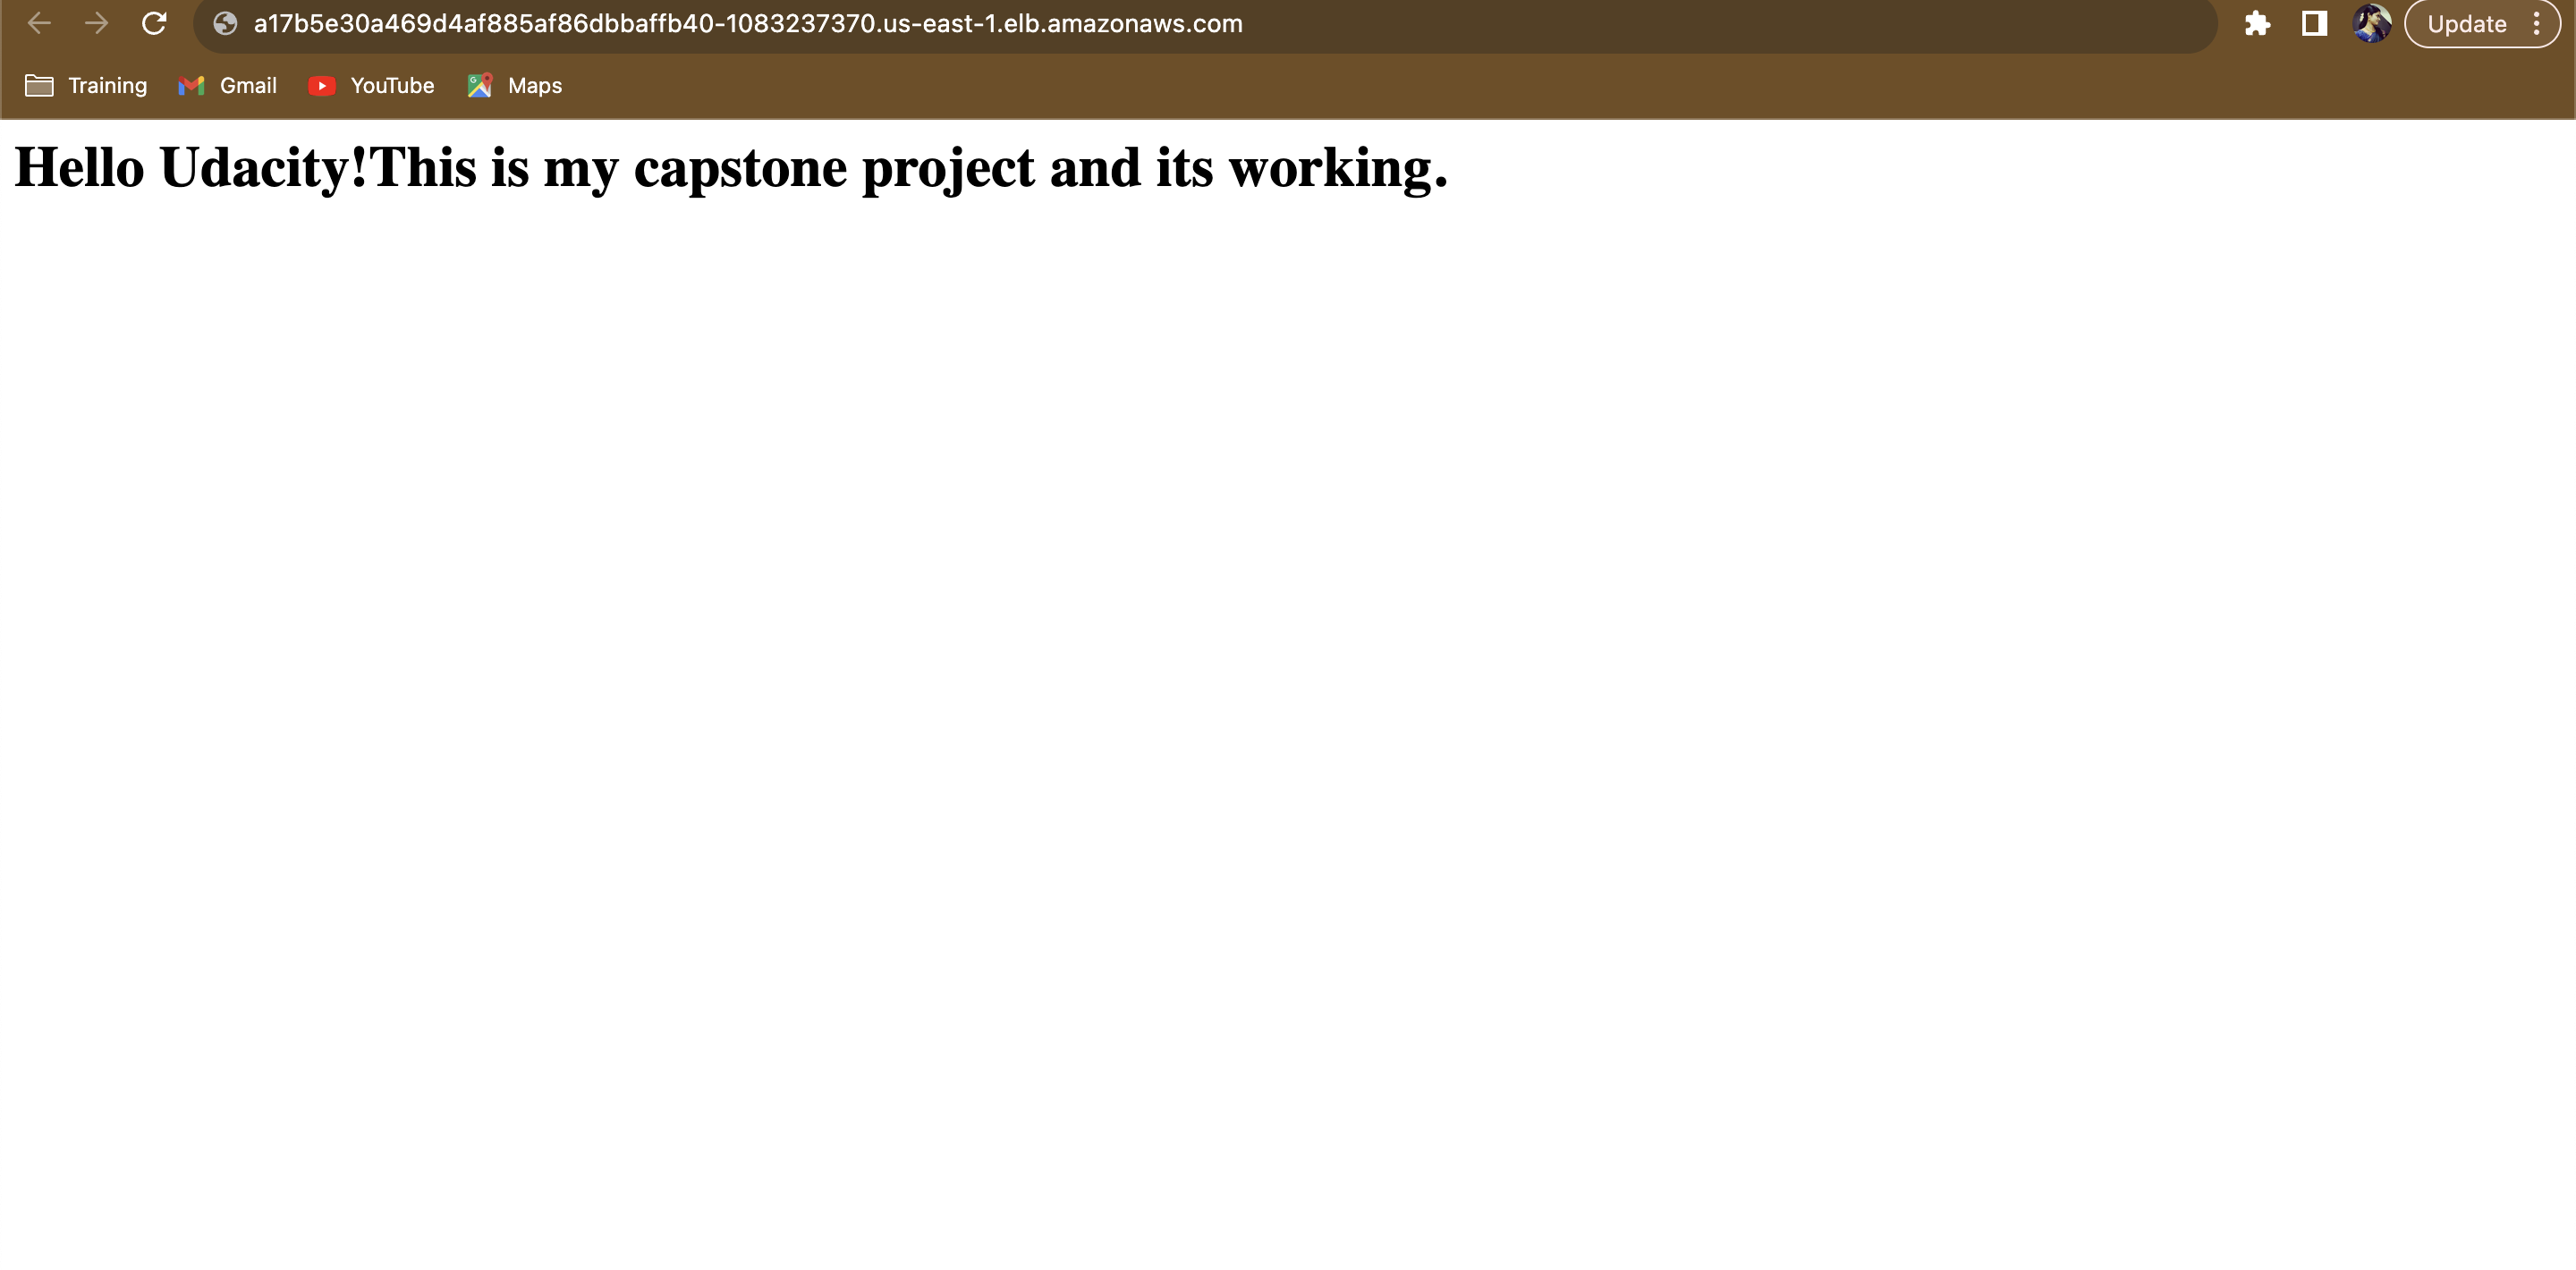 a17b5e30a469d4af885af86dbbaffb40-1083237370.us-east-1.elb.amazonaws.com
Update
Training
Gmail
YouTube
Maps
Hello Udacity!This is my capstone project and its working.